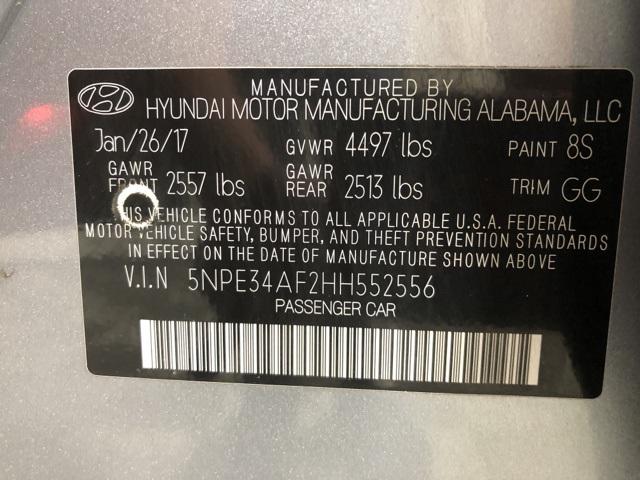 MANUFACTURED BY
HYUNDAI MOTOR MANUFACTURING ALABAMA, LLC
Jan/26/17 GVWR 4497 lbs PAINT 8S
GAWR FRONT 2557 lbs GAWR REAR 2513 lbs TRIM GG
THIS VEHICLE CONFORMS TO ALL APPLICABLE U.S.A. FEDERAL
MOTOR VEHICLE SAFETY, BUMPER, AND THEFT PREVENTION STANDARDS
IN EFFECT ON THE DATE OF MANUFACTURE SHOWN ABOVE
V.I.N 5NPE34AF2HH552556
PASSENGER CAR